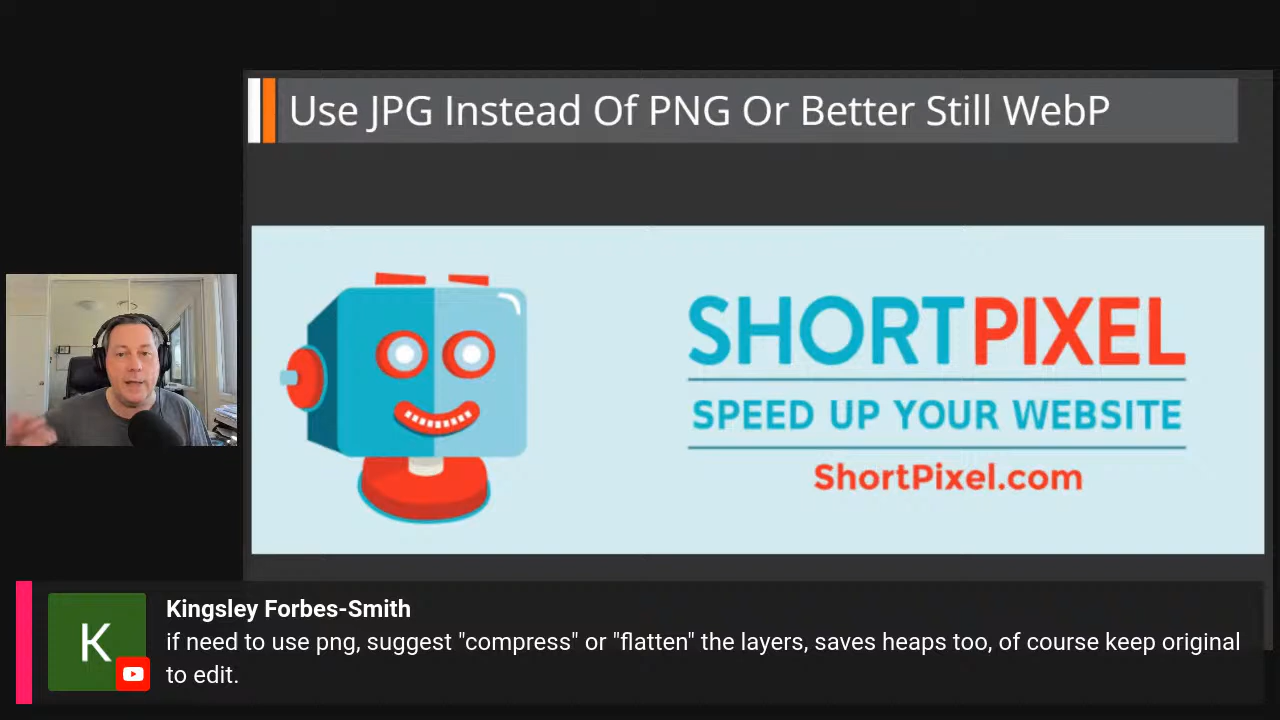 Use JPG Instead Of PNG Or Better Still WebP
SHORTPIXEL
SPEED UP YOUR WEBSITE
ShortPixel.com
K
Kingsley Forbes-Smith
if need to use png, suggest "compress" or "flatten" the layers, saves heaps too, of course keep original
to edit.